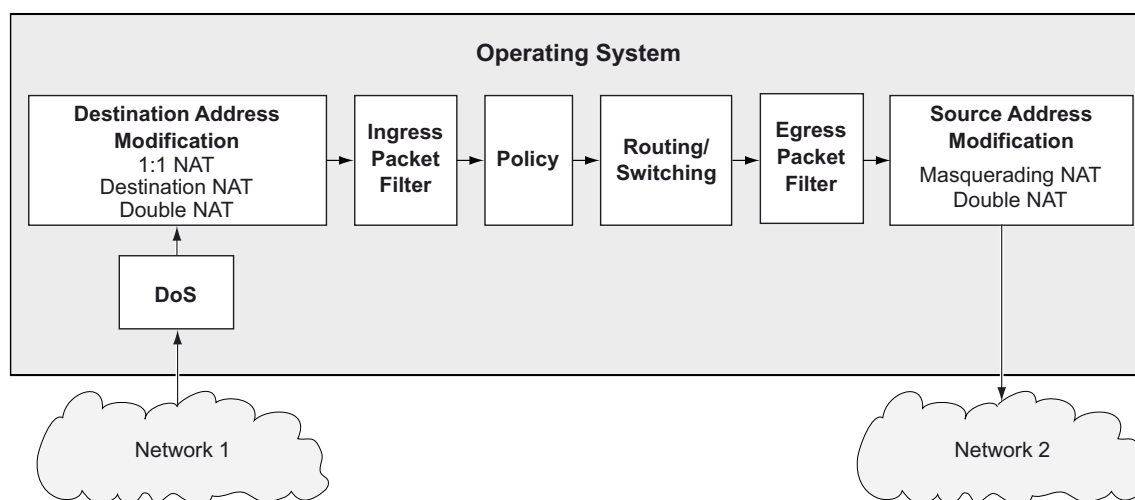 Operating System
Destination Address
Modification
1:1 NAT
Destination NAT
Double NAT
Ingress
Packet
Filter
Policy
Routing/
Switching
Egress
Packet
Filter
Source Address
Modification
Masquerading NAT
Double NAT
DoS
Network 1
Network 2